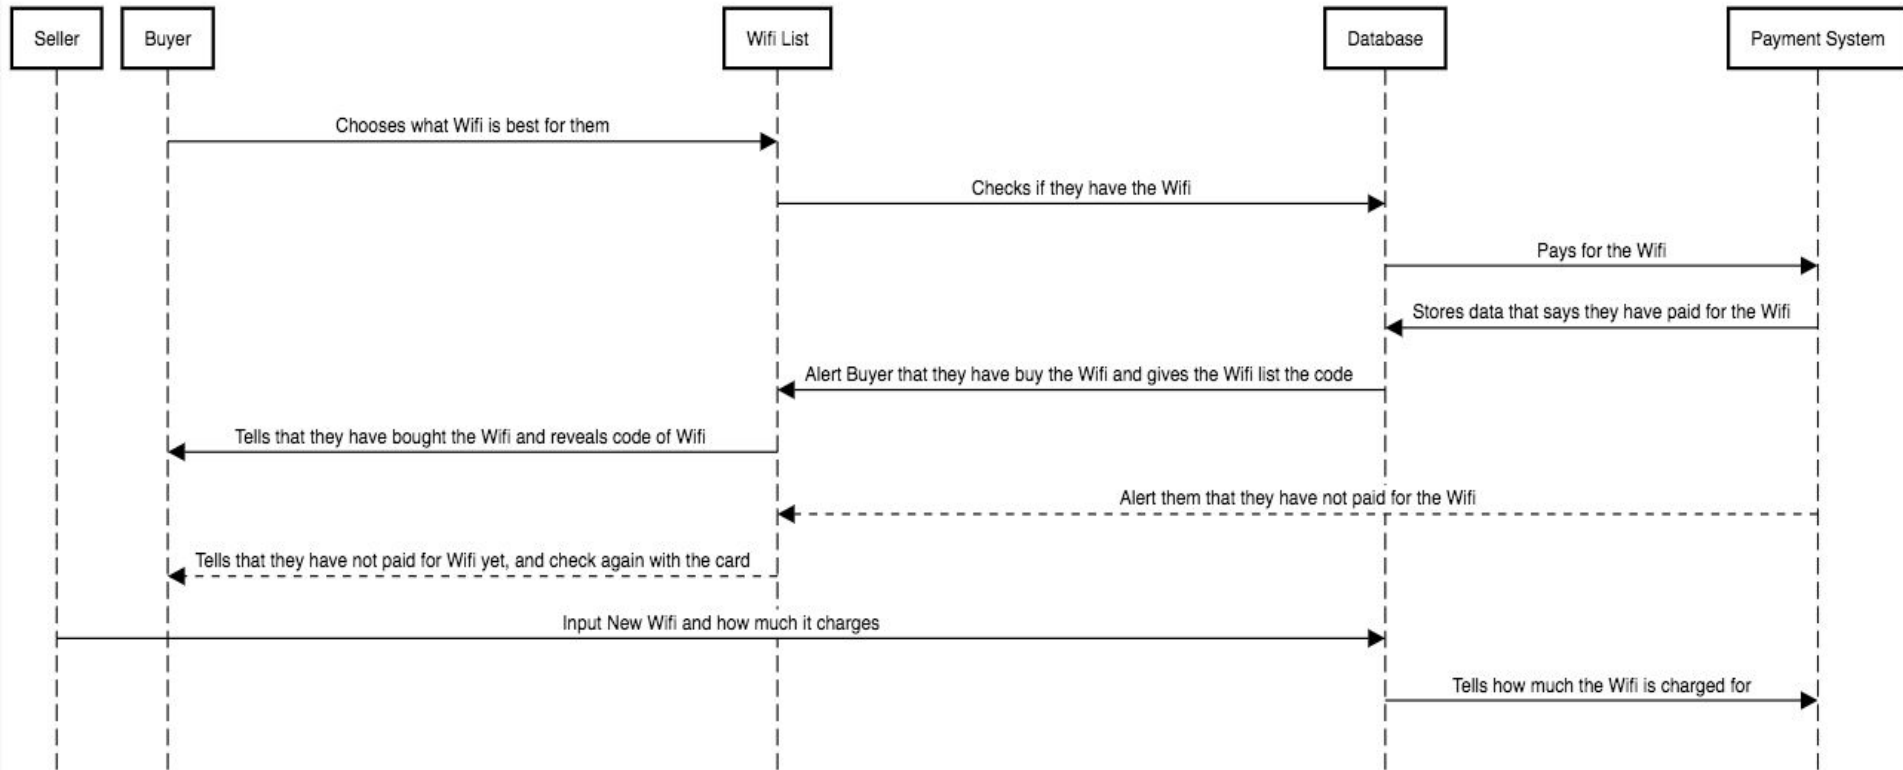 Seller
Buyer
Wifi List
Database
Payment System
Chooses what Wifi is best for them
Checks if they have the Wifi
Pays for the Wifi
Stores data that says they have paid for the Wifi
Alert Buyer that they have buy the Wifi and gives the Wifi list the code
Tells that they have bought the Wifi and reveals code of Wifi
Alert them that they have not paid for the Wifi
Tells that they have not paid for Wifi yet, and check again with the card
Input New Wifi and how much it charges
Tells how much the Wifi is charged for